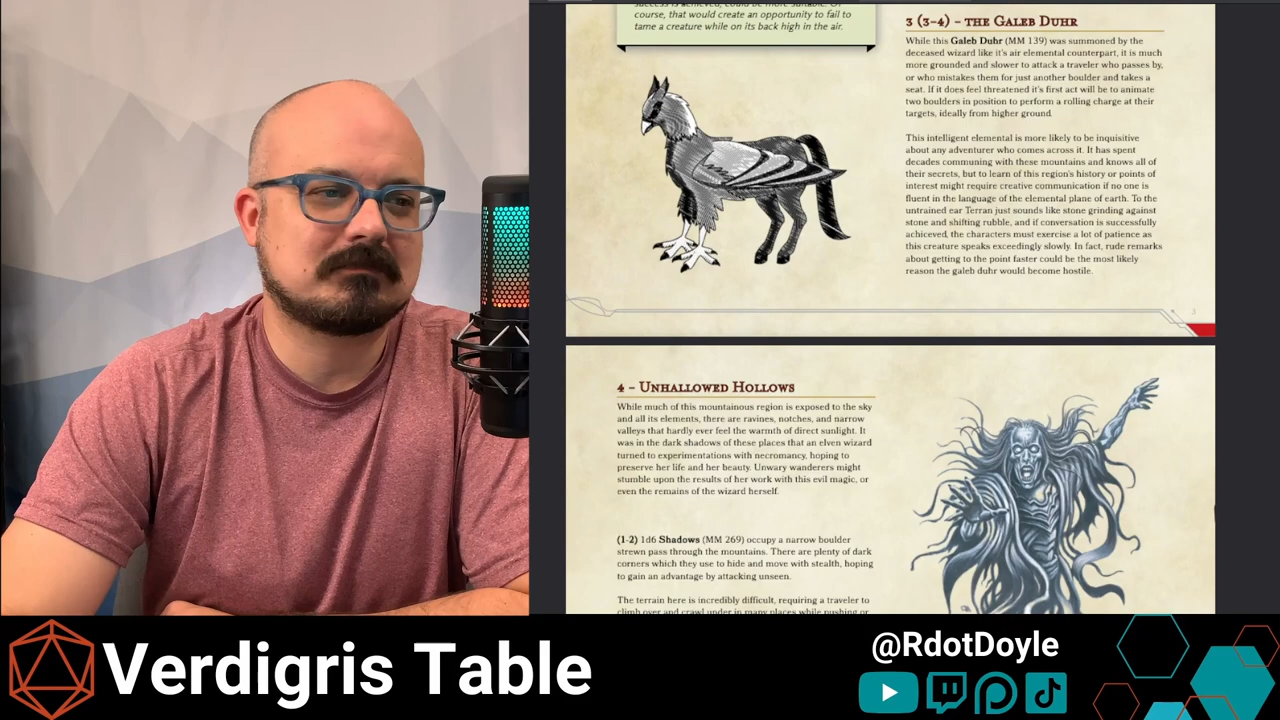 success is achieved, could be more suitable. Of
course, that would create an opportunity to fail to
tame a creature while on its back high in the air.
3 (3-4) – the Galeb Duhr
While this Galeb Duhr (MM 139) was summoned by the
deceased wizard like it's air elemental counterpart, it is much
more grounded and slower to attack a traveler who passes by,
or who mistakes them for just another boulder and takes a
seat. If it does feel threatened it's first act will be to animate
two boulders in position to perform a rolling charge at their
targets, ideally from higher ground.
This intelligent elemental is more likely to be inquisitive
about any adventurer who comes across it. It has spent
decades communing with these mountains and knows all of
their secrets, but to learn of this region's history or points of
interest might require creative communication if no one is
fluent in the language of the elemental plane of earth. To the
untrained ear Terran just sounds like stone grinding against
stone and shifting rubble, and if conversation is successfully
achieved, the characters must exercise a lot of patience as
this creature speaks exceedingly slowly. In fact, rude remarks
about getting to the point faster could be the most likely
reason the galeb duhr would become hostile.
3
4 – Unhallowed Hollows
While much of this mountainous region is exposed to the sky
and all its elements, there are ravines, notches, and narrow
valleys that hardly ever feel the warmth of direct sunlight. It
was in the dark shadows of these places that an elven wizard
turned to experimentations with necromancy, hoping to
preserve her life and her beauty. Unwary wanderers might
stumble upon the results of her work with this evil magic, or
even the remains of the wizard herself.
(1-2) 1d6 Shadows (MM 269) occupy a narrow boulder
strewn pass through the mountains. There are plenty of dark
corners which they use to hide and move with stealth, hoping
to gain an advantage by attacking unseen.
The terrain here is incredibly difficult, requiring a traveler to
climb over and crawl under in many places while pushing or
Verdigris Table
@RdotDoyle